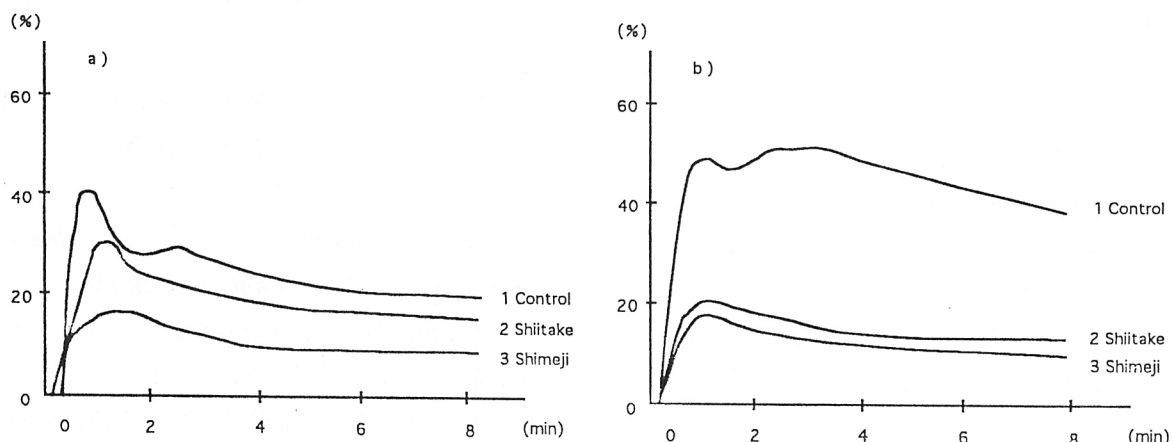 (%)
a )
60
40
20
0
1 Control
2 Shiitake
3 Shimeji
0 2 4 6 8 (min)
(%)
b )
60
40
20
0
1 Control
2 Shiitake
3 Shimeji
0 2 4 6 8 (min)